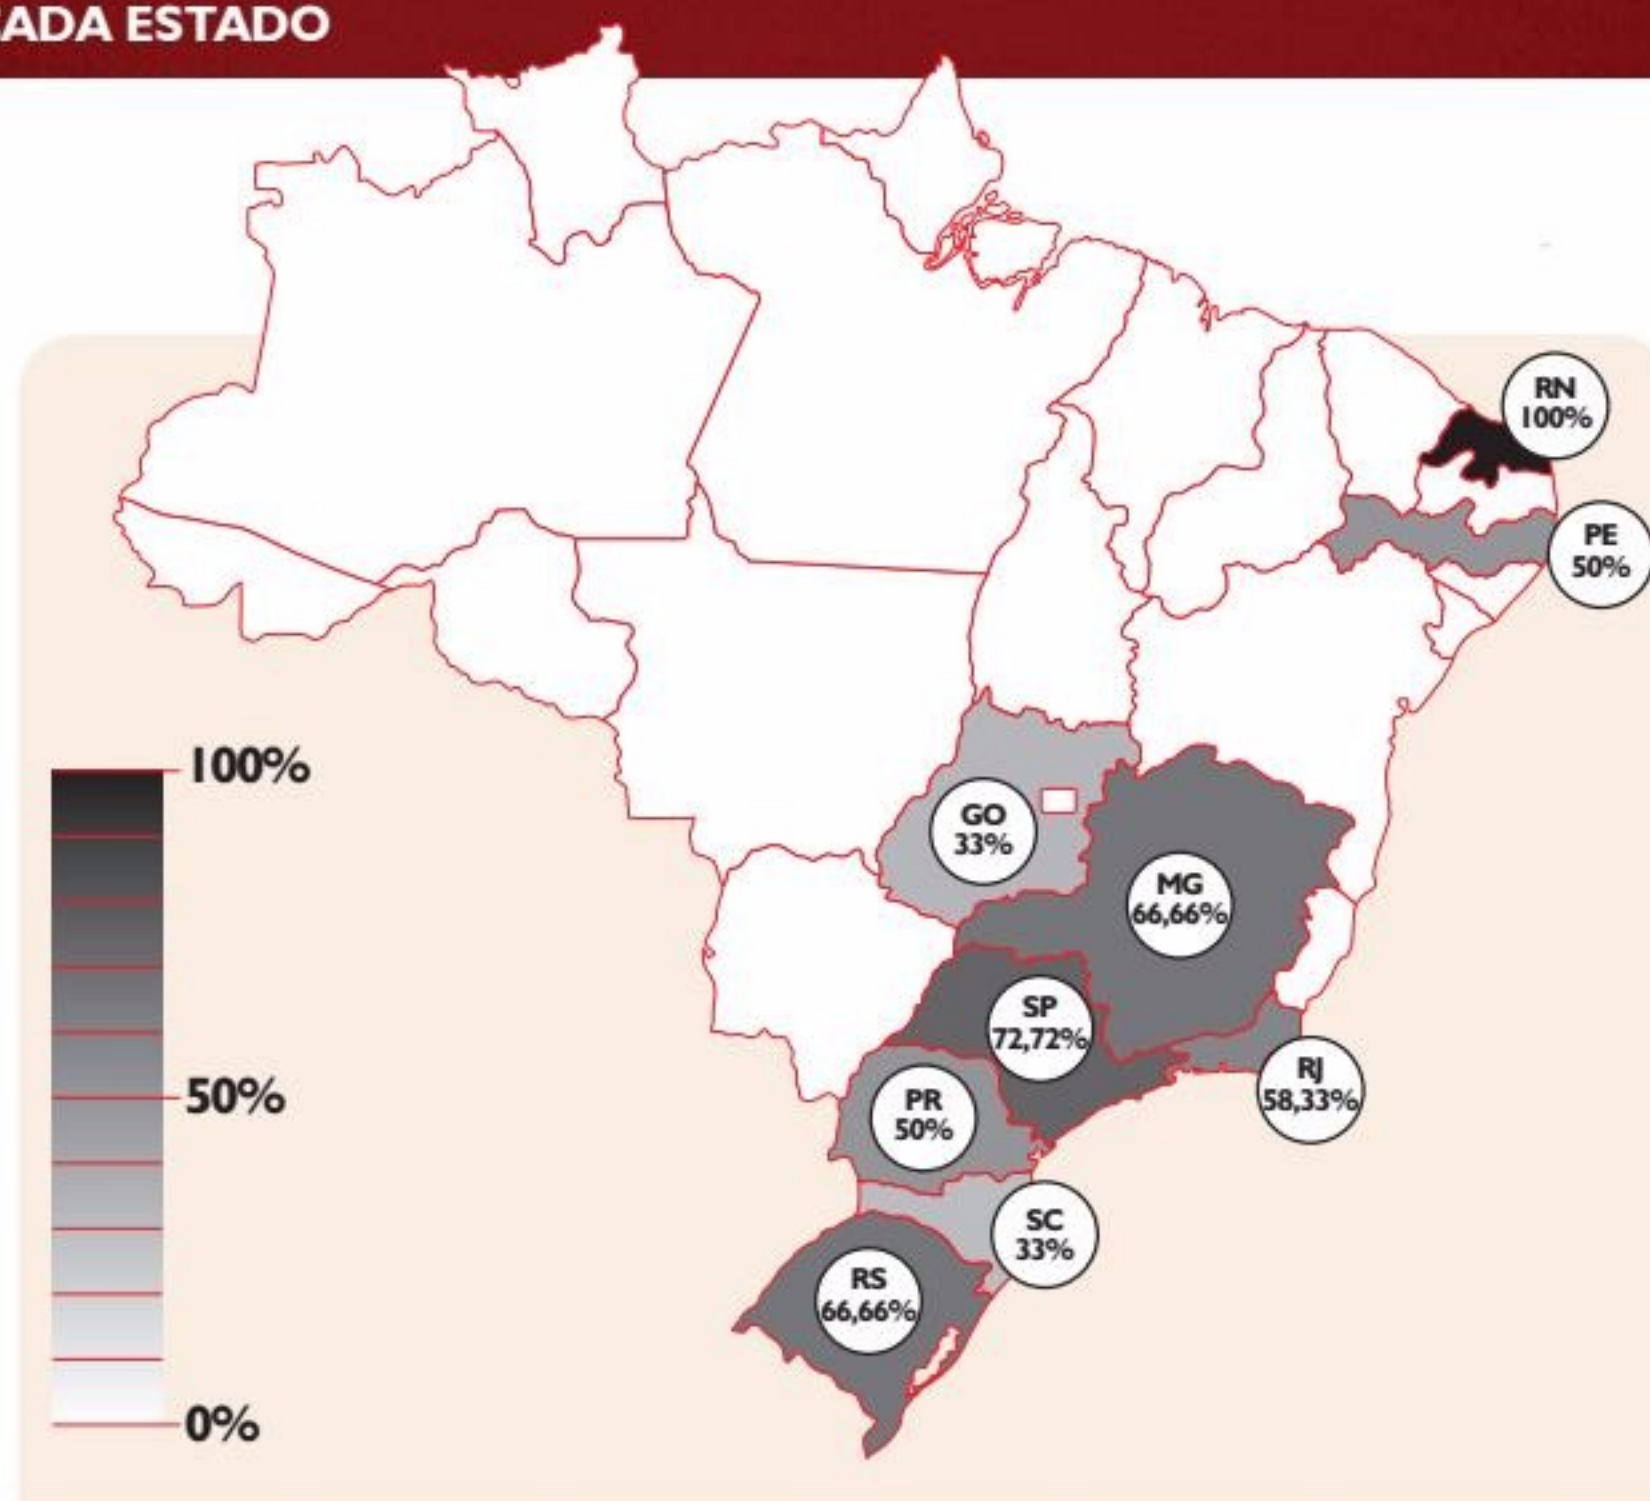 ADA ESTADO
RN
100%
PE
50%
100%
GO
33%
MG
66,66%
SP
72,72%
RJ
58,33%
50%
PR
50%
SC
33%
RS
66,66%
0%